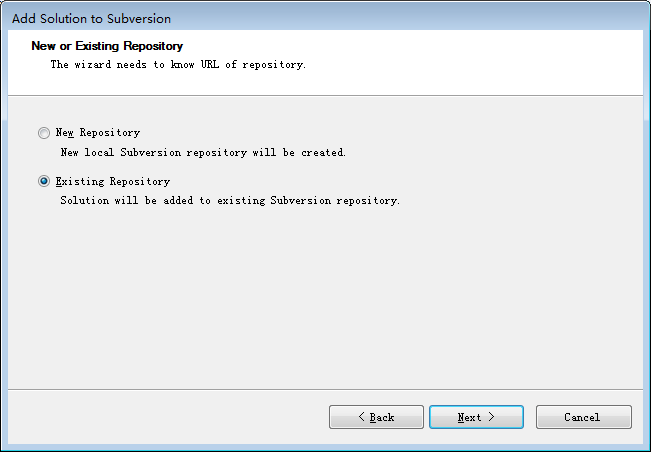 Add Solution to Subversion
New or Existing Repository
The wizard needs to know URL of repository.
New Repository
New local Subversion repository will be created.
Existing Repository
Solution will be added to existing Subversion repository.
< Back
Next >
Cancel